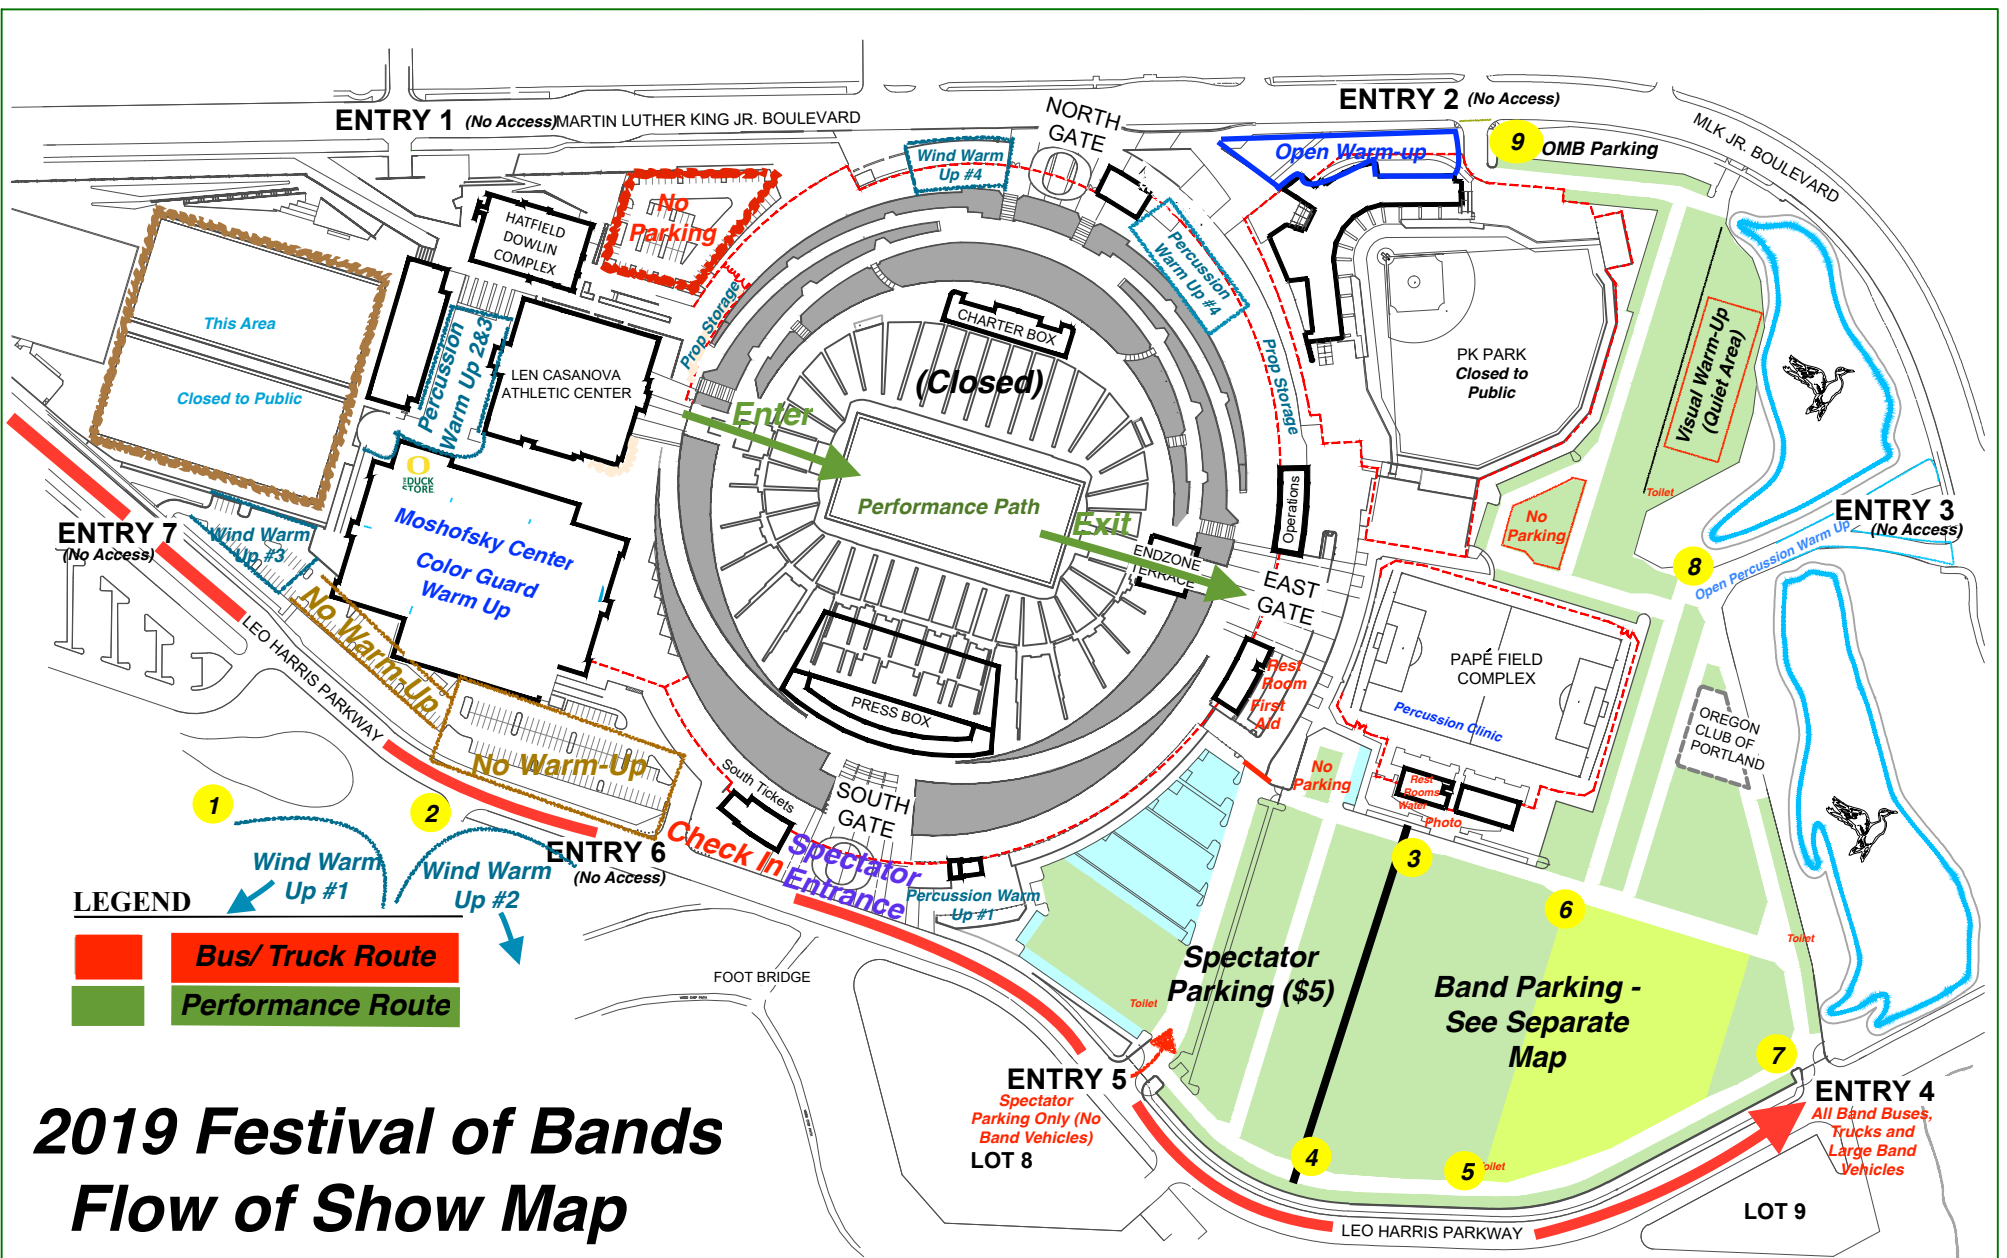 ENTRY 1 (No Access)
MARTIN LUTHER KING JR. BOULEVARD
NORTH
GATE
ENTRY 2 (No Access)
MLK JR. BOULEVARD
9
OMB Parking
Open Warm-up
Wind Warm
Up #4
No
Parking
HATFIELD
DOWLIN
COMPLEX
Percussion
Warm Up #4
Prop Storage
Prop Storage
This Area
Closed to Public
Percussion
Warm Up 2&3
LEN CASANOVA
ATHLETIC CENTER
CHARTER BOX
(Closed)
Enter
Performance Path
Exit
ENDZONE
TERRACE
Operations
EAST
GATE
PK PARK
Closed to
Public
Visual Warm-Up
(Quiet Area)
Toilet
No
Parking
ENTRY 3
(No Access)
Open Percussion Warm Up
8
O
THE
DUCK
STORE
Moshofsky Center
Color Guard
Warm Up
ENTRY 7
(No Access)
Wind Warm
Up #3
No Warm-Up
LEO HARRIS PARKWAY
No Warm-Up
PRESS BOX
Rest
Room
First
Aid
PAPÉ FIELD
COMPLEX
Percussion Clinic
OREGON
CLUB OF
PORTLAND
No
Parking
Rest
Rooms
Water
Photo
South Tickets
SOUTH
GATE
Check In
Spectator
Entrance
Percussion Warm
Up #1
1
2
Wind Warm
Up #1
Wind Warm
Up #2
ENTRY 6
(No Access)
3
6
Toilet
LEGEND
Bus/ Truck Route
Performance Route
FOOT BRIDGE
Toilet
Spectator
Parking ($5)
Band Parking -
See Separate
Map
7
ENTRY 5
Spectator
Parking Only (No
Band Vehicles)
LOT 8
ENTRY 4
All Band Buses,
Trucks and
Large Band
Vehicles
4
5
LEO HARRIS PARKWAY
LOT 9
2019 Festival of Bands
Flow of Show Map